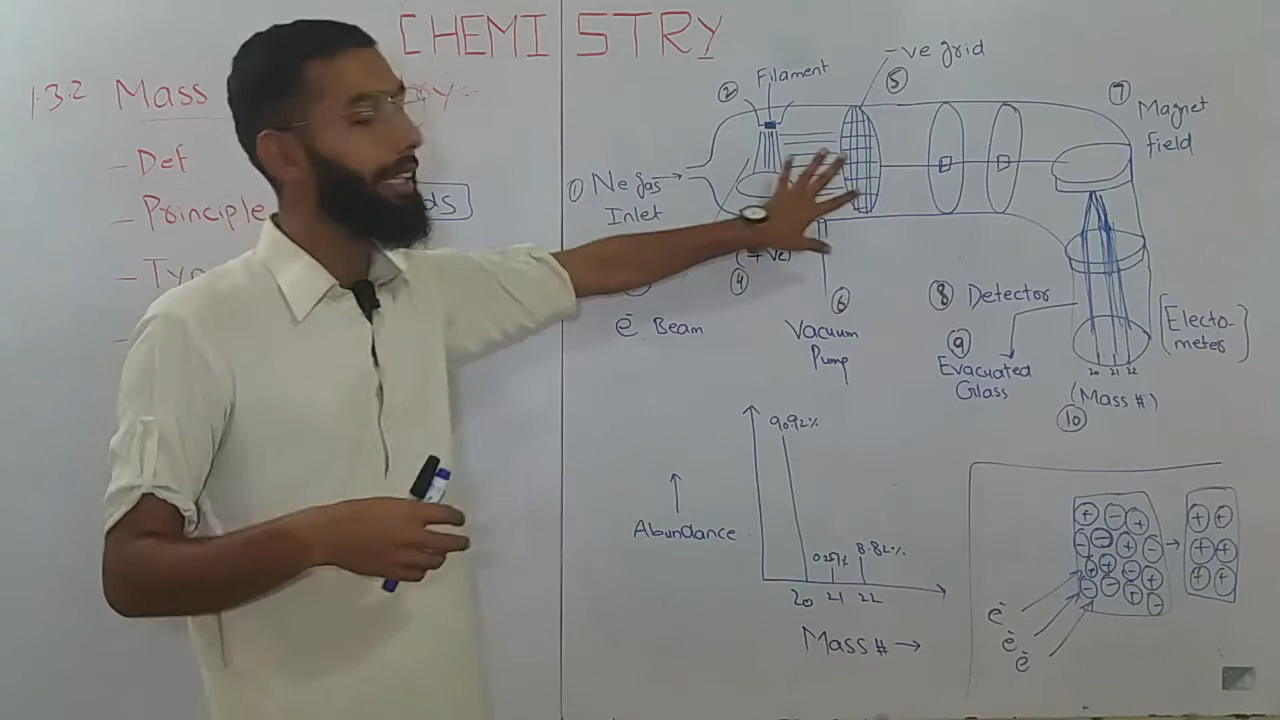 CHEMISTRY
1.3.2 Mass
- Def
- Principle
ds
① Ne gas
Inlet
② Filament
-ve grid
⑤
⑦ Magnet
field
(+ve)
④
e⁻ Beam
⑥
Vacuum
Pump
⑧ Detector
⑨
Evacuated
Glass
[Electo-
meter]
20 21 22
(Mass #)
⑩
90.92%
0.257%
8.82%
Abundance
20 21 22
Mass # →
+ - +
- - + -
+ + - +
- - + -
+ +
+ +
+ +
e⁻
e⁻
e⁻